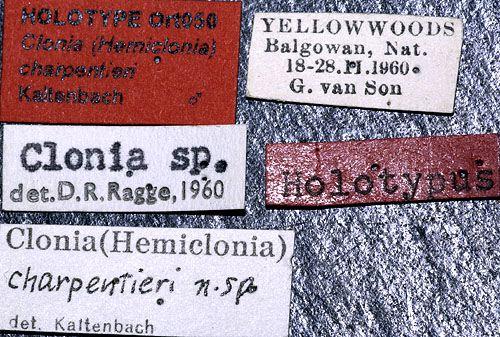 HOLOTYPE Ort050
Clonia (Hemiclonia)
charpentieri
Kaltenbach ♂
YELLOWWOODS
Balgowan, Nat.
18-28.II.1960.
G. van Son
Clonia sp.
det. D.R. Ragge, 1960
Holotypus
Clonia (Hemiclonia)
charpentieri n.sp.
det. Kaltenbach